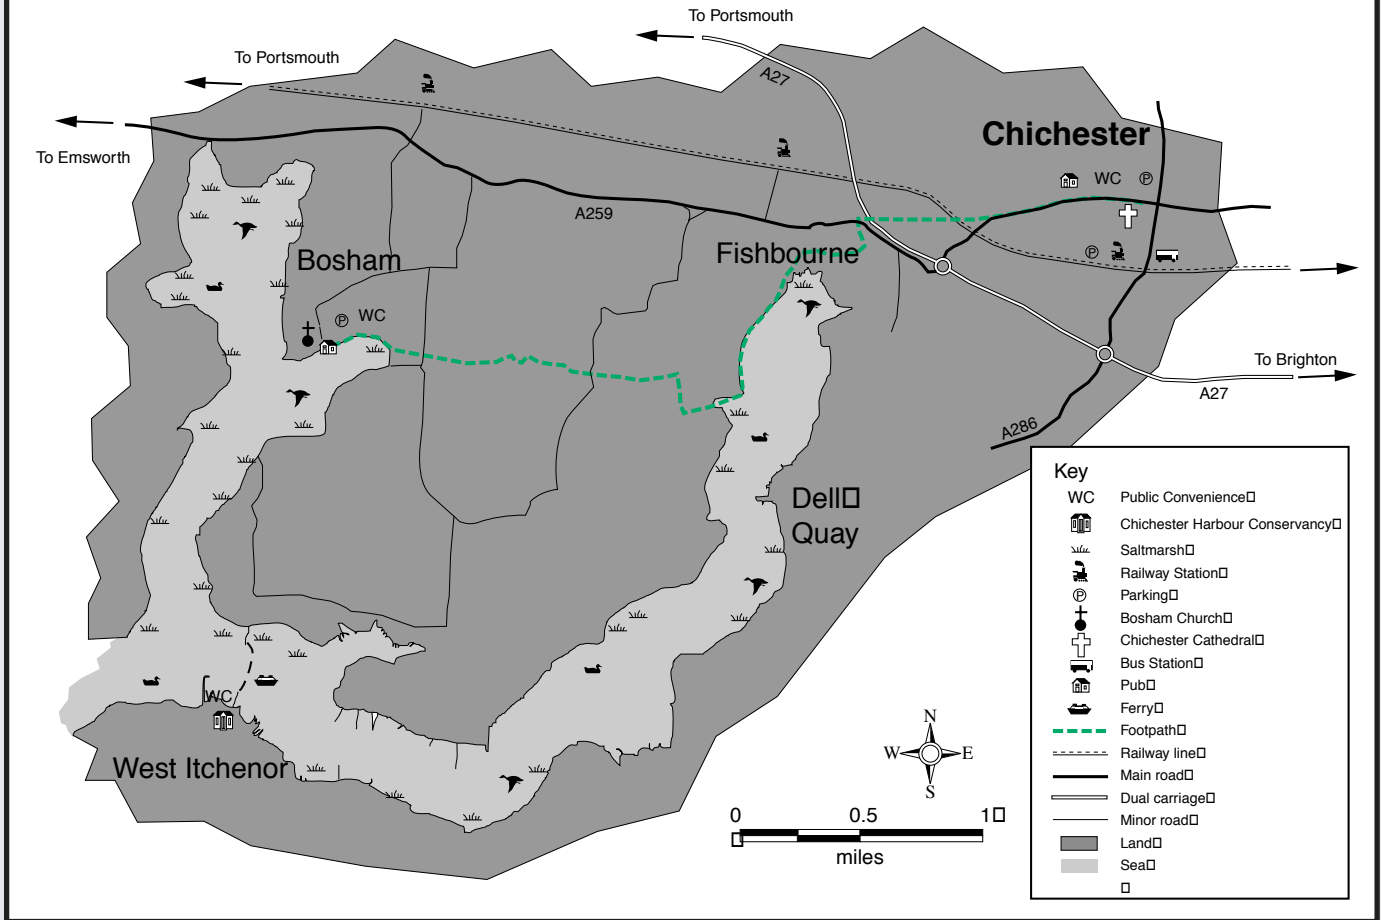 To Portsmouth
To Portsmouth
A27
To Emsworth
Chichester
WC
P
A259
Bosham
Fishbourne
P
P
WC
To Brighton
A27
A286
Dell
Quay
WC
West Itchenor
N
W
E
S
0
0.5
1
miles
Key
WC
Public Convenience
Chichester Harbour Conservancy
Saltmarsh
Railway Station
P
Parking
Bosham Church
Chichester Cathedral
Bus Station
Pub
Ferry
Footpath
Railway line
Main road
Dual carriage
Minor road
Land
Sea